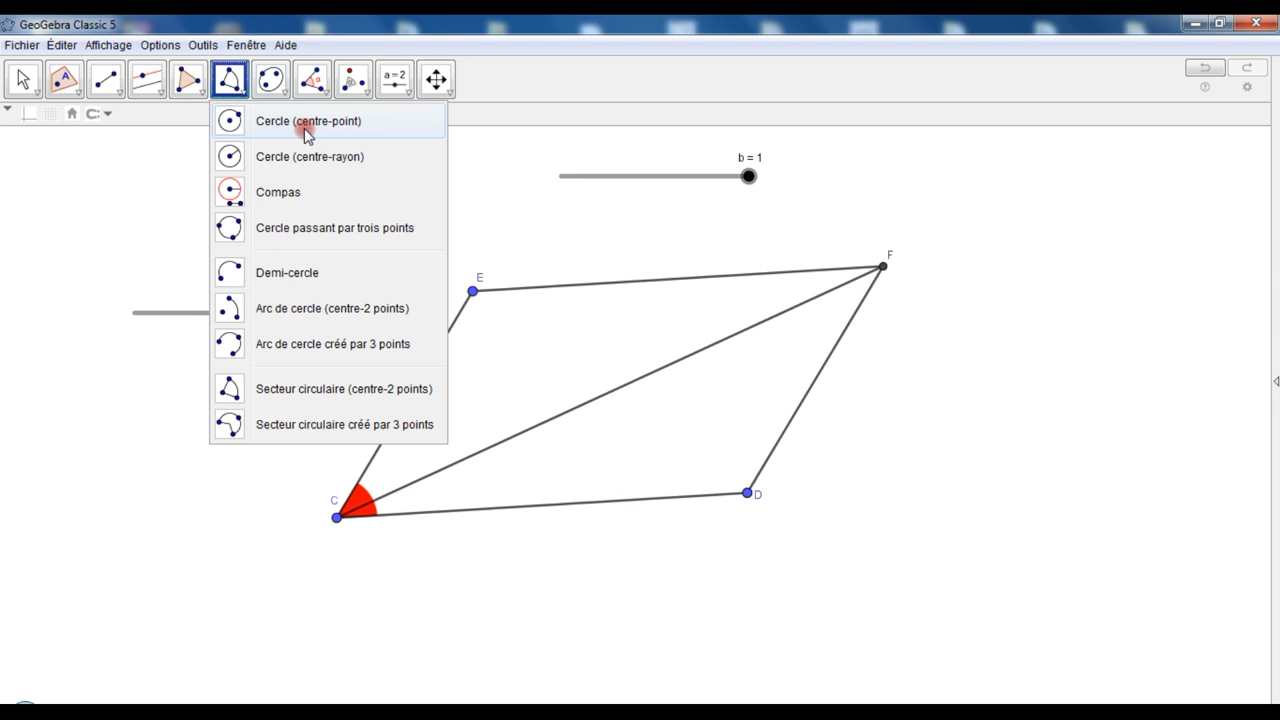 GeoGebra Classic 5
Fichier Éditer Affichage Options Outils Fenêtre Aide
A
α
a = 2
Cercle (centre-point)
Cercle (centre-rayon)
Compas
Cercle passant par trois points
Demi-cercle
Arc de cercle (centre-2 points)
Arc de cercle créé par 3 points
Secteur circulaire (centre-2 points)
Secteur circulaire créé par 3 points
b = 1
F
E
C
D